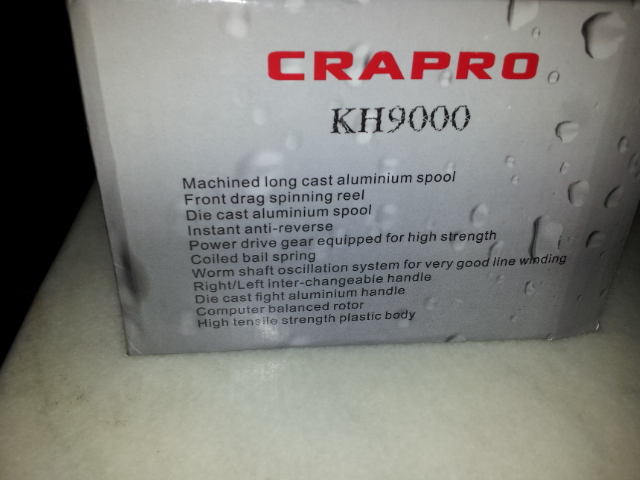 CRAPRO
KH9000
Machined long cast aluminium spool
Front drag spinning reel
Die cast aluminium spool
Instant anti-reverse
Power drive gear equipped for high strength
Coiled bail spring
Worm shaft oscillation system for very good line winding
Right/Left inter-changeable handle
Die cast fight aluminium handle
Computer balanced rotor
High tensile strength plastic body